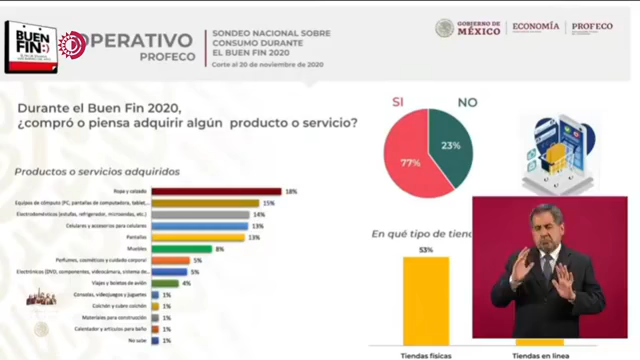 BUEN
FIN:)
OPERATIVO
PROFECO
SONDEO NACIONAL SOBRE
CONSUMO DURANTE
EL BUEN FIN 2020
Corte al 20 de noviembre de 2020
GOBIERNO DE
MÉXICO
ECONOMÍA
PROFECO
Durante el Buen Fin 2020,
¿compró o piensa adquirir algún producto o servicio?
SI
NO
77%
23%
Productos o servicios adquiridos
Ropa y calzado 18%
Equipos de cómputo (PC, pantallas de computadora, tablet, 15%
Electrodomésticos (estufas, refrigerador, microondas, etc.) 14%
Celulares y accesorios para celulares 13%
Pantallas 13%
Muebles 8%
Perfumes, cosméticos y cuidado corporal 5%
Electrónicos (DVD, componentes, videocámara, sistema de... 5%
Viajes y boletos de avión 4%
Consolas, videojuegos y juguetes 1%
Colchón y cubre colchón 1%
Materiales para construcción 1%
Calentador y artículos para baño 1%
No sabe 1%
En qué tipo de tien
53%
Tiendas físicas
Tiendas en línea